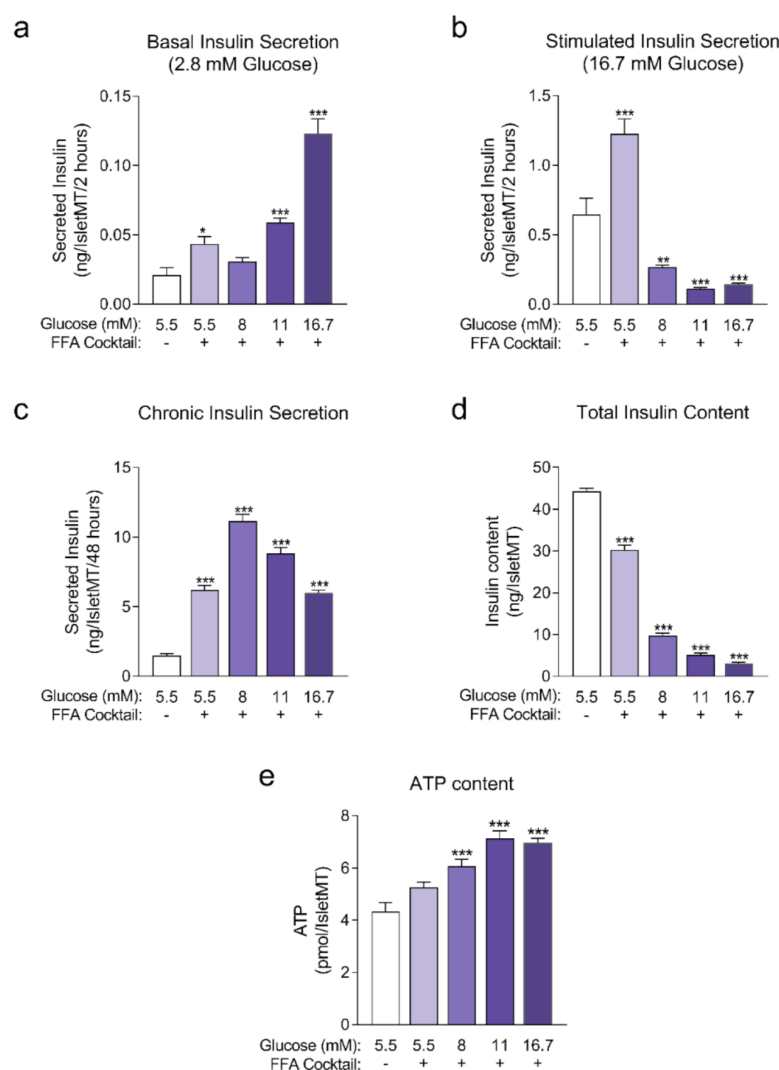 a
Basal Insulin Secretion
(2.8 mM Glucose)
Secreted Insulin
(ng/IsletMT/2 hours)
0.15
0.10
0.05
0.00
*
***
***
Glucose (mM): 5.5 5.5 8 11 16.7
FFA Cocktail: - + + + +
b
Stimulated Insulin Secretion
(16.7 mM Glucose)
Secreted Insulin
(ng/IsletMT/2 hours)
1.5
1.0
0.5
0.0
***
**
***
***
Glucose (mM): 5.5 5.5 8 11 16.7
FFA Cocktail: - + + + +
c
Chronic Insulin Secretion
Secreted Insulin
(ng/IsletMT/48 hours)
15
10
5
0
***
***
***
***
Glucose (mM): 5.5 5.5 8 11 16.7
FFA Cocktail: - + + + +
d
Total Insulin Content
Insulin content
(ng/IsletMT)
50
40
30
20
10
0
***
***
***
***
Glucose (mM): 5.5 5.5 8 11 16.7
FFA Cocktail: - + + + +
e
ATP content
ATP
(pmol/IsletMT)
8
6
4
2
0
***
***
***
Glucose (mM): 5.5 5.5 8 11 16.7
FFA Cocktail: - + + + +